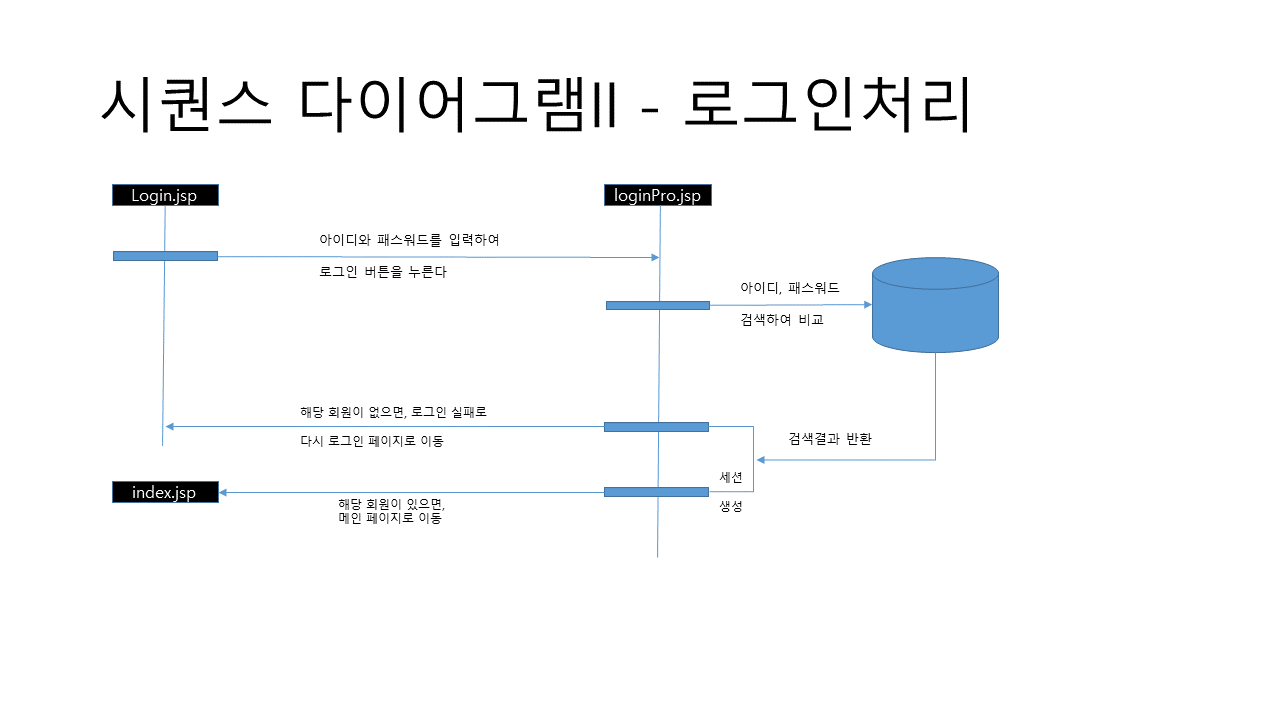 시퀀스 다이어그램II - 로그인처리
Login.jsp
loginPro.jsp
아이디와 패스워드를 입력하여
로그인 버튼을 누른다
아이디, 패스워드
검색하여 비교
해당 회원이 없으면, 로그인 실패로
다시 로그인 페이지로 이동
검색결과 반환
세션
생성
index.jsp
해당 회원이 있으면,
메인 페이지로 이동